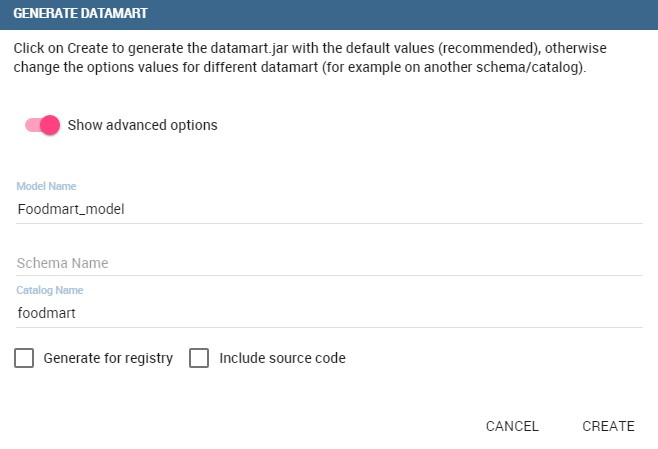 GENERATE DATAMART
Click on Create to generate the datamart.jar with the default values (recommended), otherwise
change the options values for different datamart (for example on another schema/catalog).
Show advanced options
Model Name
Foodmart_model
Schema Name
Catalog Name
foodmart
Generate for registry Include source code
CANCEL CREATE